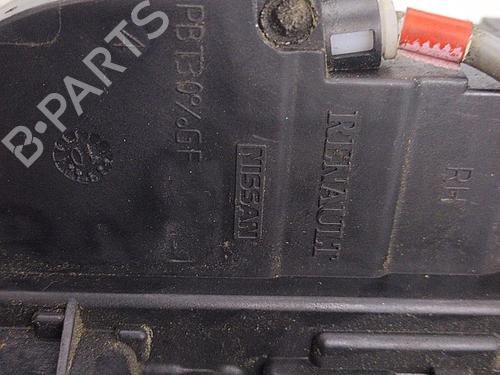 B-PARTS
PBT30%GF
NISSAN
RENAULT
RH